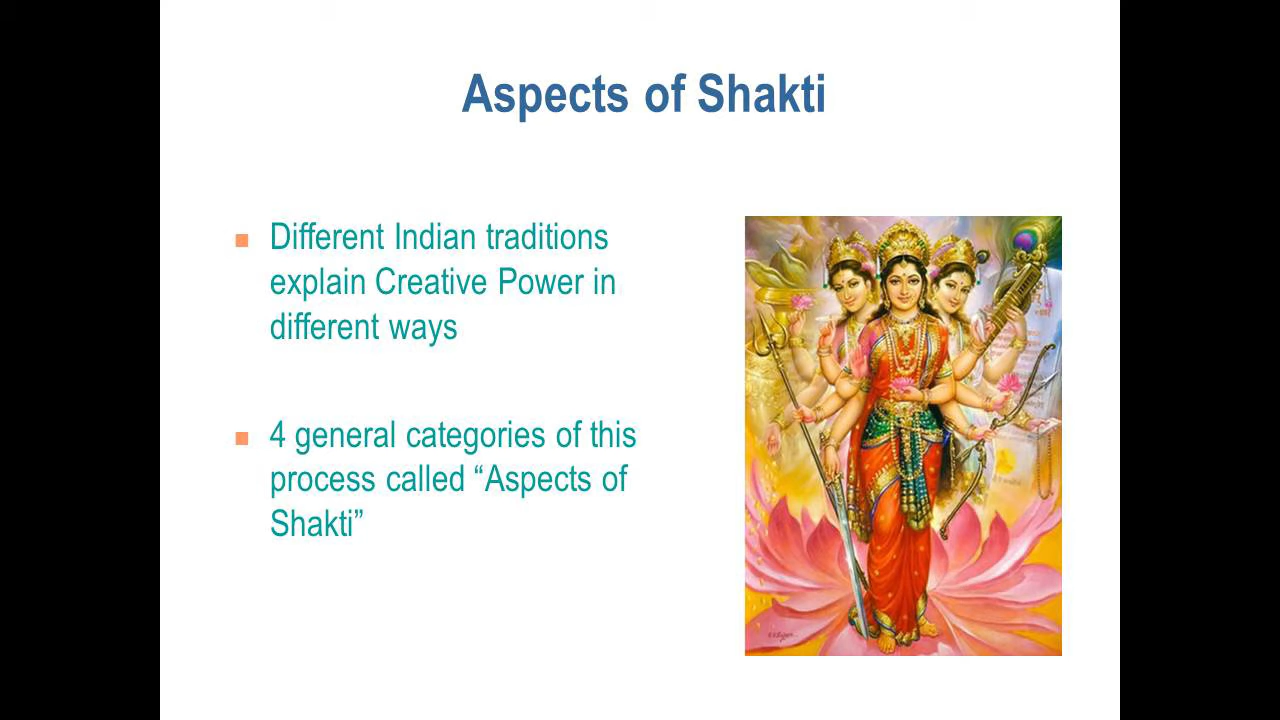 Aspects of Shakti
Different Indian traditions
explain Creative Power in
different ways
4 general categories of this
process called “Aspects of
Shakti”